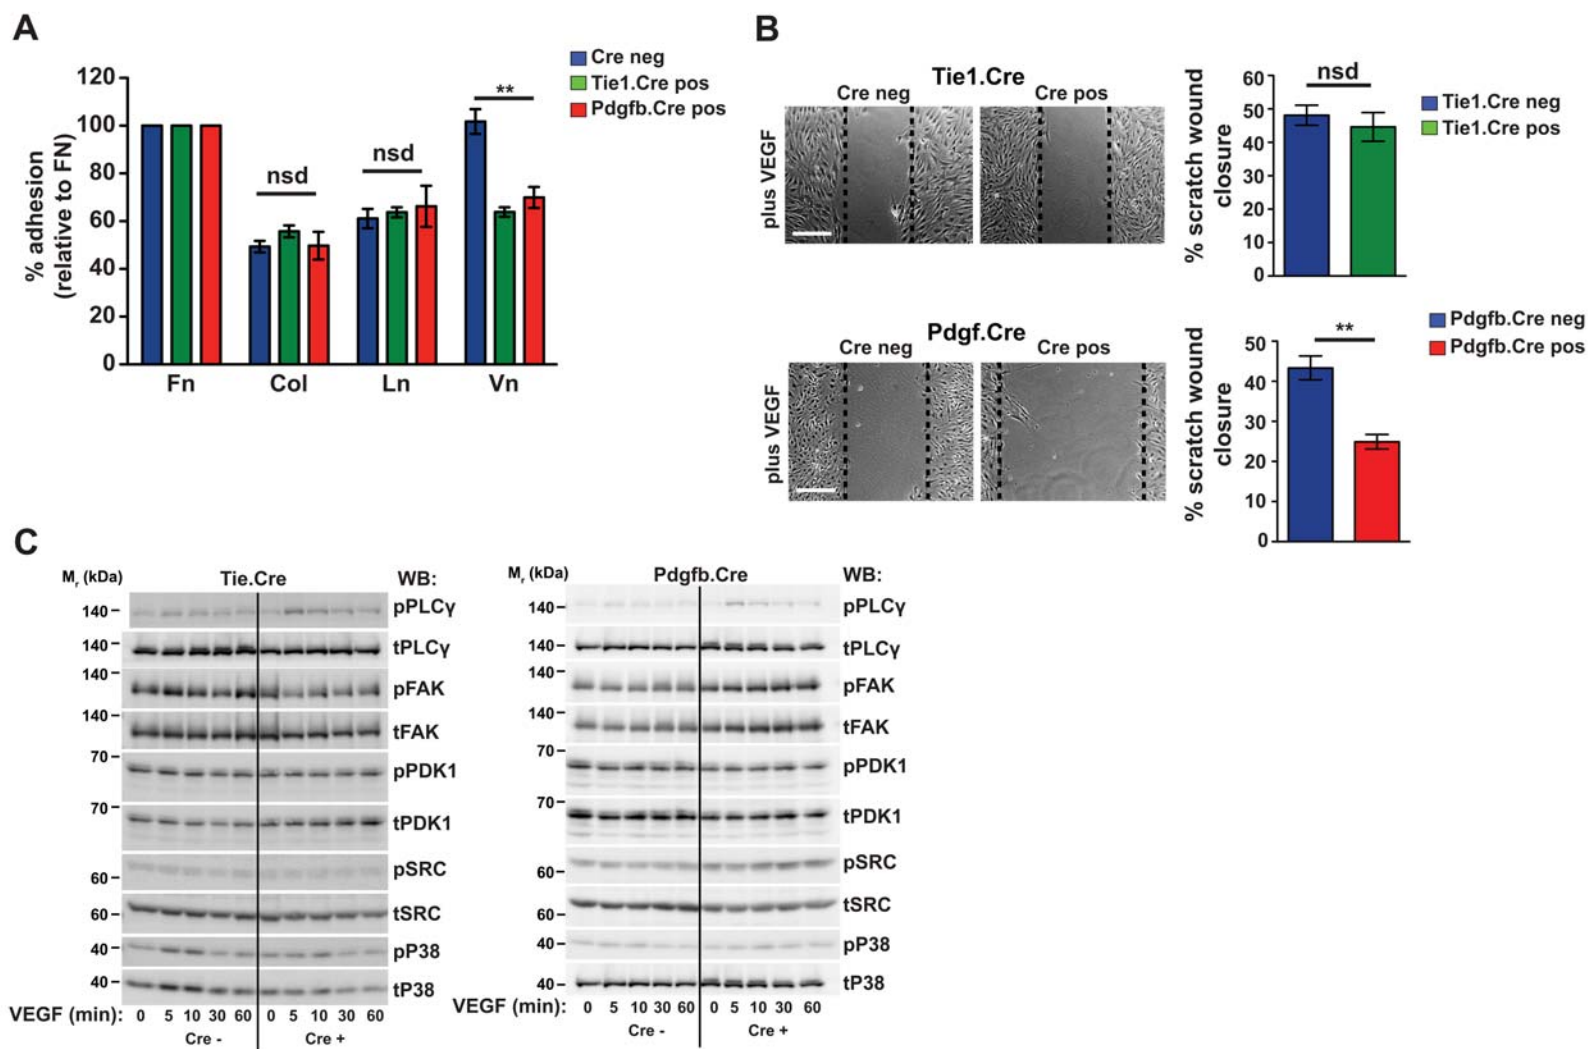 A
% adhesion
(relative to FN)
120
100
80
60
40
20
0
nsd
nsd
**
Fn Col Ln Vn
Cre neg
Tie1.Cre pos
Pdgfb.Cre pos
B
Tie1.Cre
Cre neg Cre pos
plus VEGF
% scratch wound
closure
60
50
40
30
20
10
0
nsd
Tie1.Cre neg
Tie1.Cre pos
Pdgf.Cre
Cre neg Cre pos
plus VEGF
% scratch wound
closure
50
40
30
20
10
0
**
Pdgfb.Cre neg
Pdgfb.Cre pos
C
Mr (kDa) Tie.Cre WB:
140 pPLCγ
140 tPLCγ
140 pFAK
140 tFAK
70 pPDK1
70 tPDK1
60 pSRC
60 tSRC
40 pP38
40 tP38
VEGF (min): 0 5 10 30 60 0 5 10 30 60
Cre - Cre +
Mr (kDa) Pdgfb.Cre WB:
140 pPLCγ
140 tPLCγ
140 pFAK
140 tFAK
70 pPDK1
70 tPDK1
60 pSRC
60 tSRC
40 pP38
40 tP38
VEGF (min): 0 5 10 30 60 0 5 10 30 60
Cre - Cre +